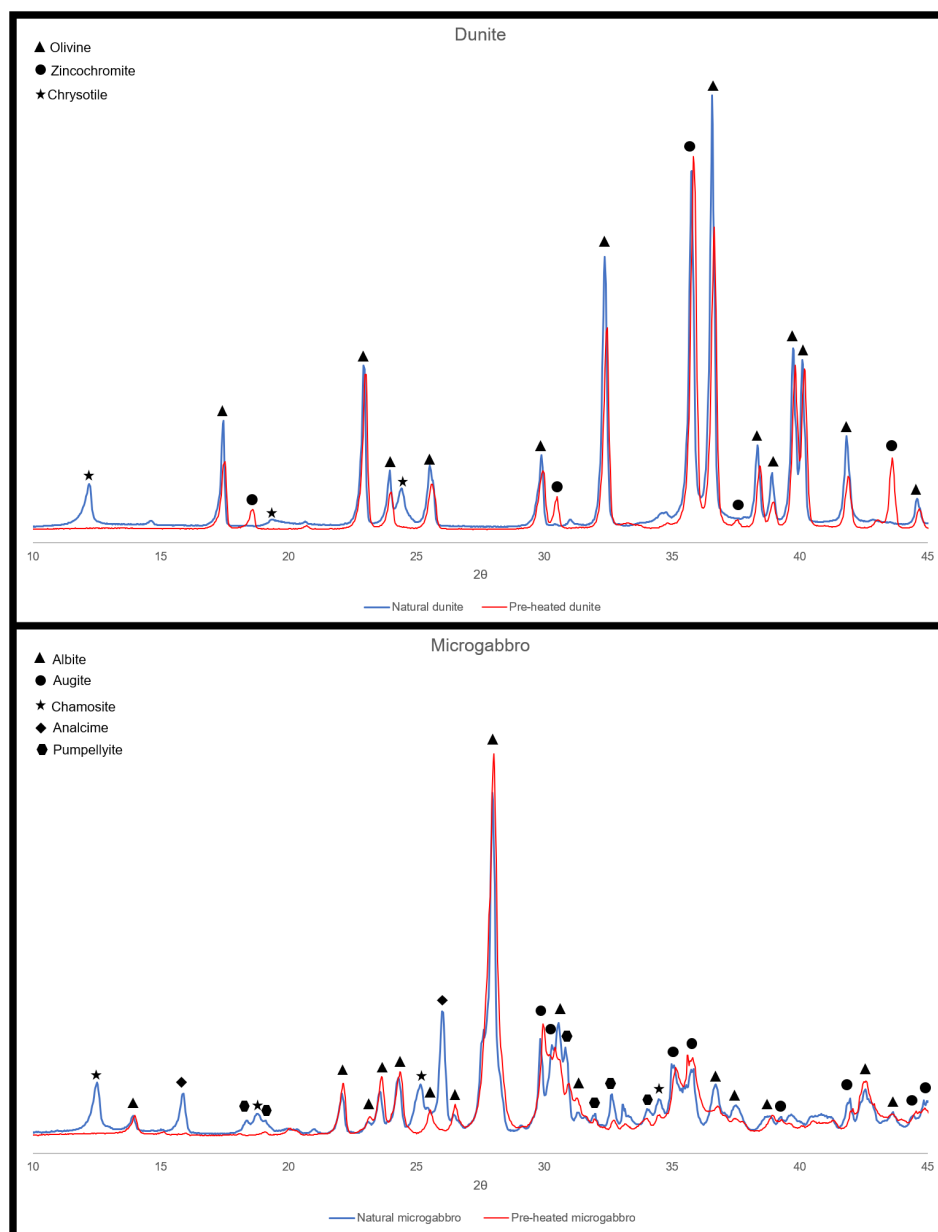 Dunite
Olivine
Zincochromite
Chrysotile
10 15 20 25 30 35 40 45
2θ
Natural dunite Pre-heated dunite
Microgabbro
Albite
Augite
Chamosite
Analcime
Pumpellyite
10 15 20 25 30 35 40 45
2θ
Natural microgabbro Pre-heated microgabbro